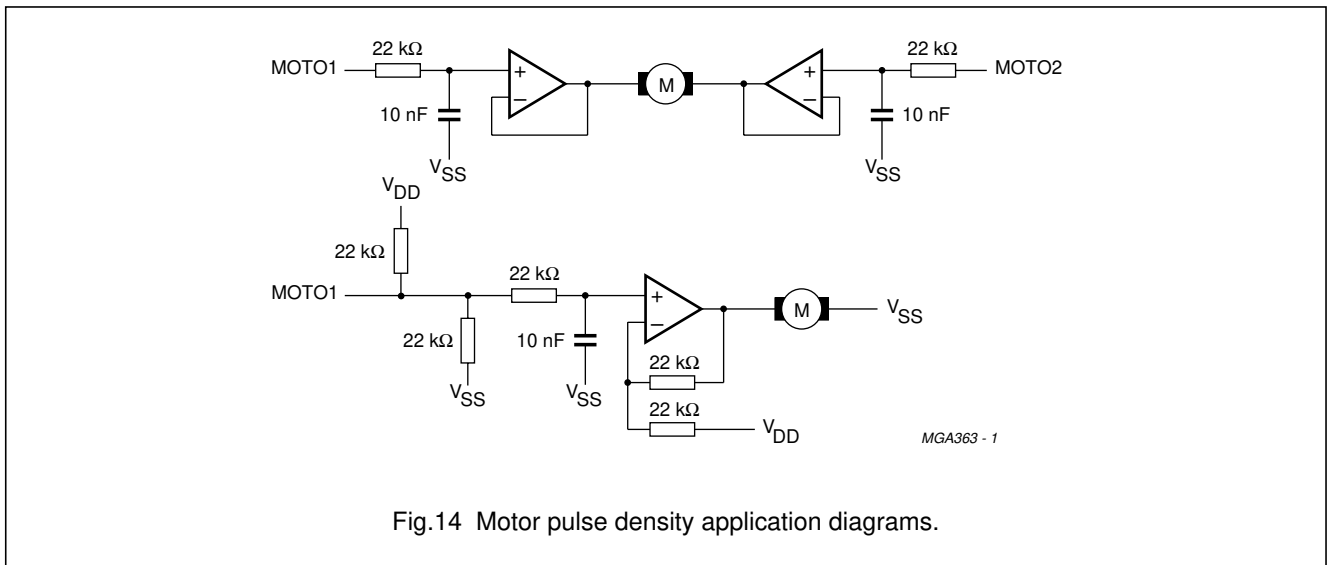 22 kΩ
22 kΩ
MOTO1
+
−
M
+
−
MOTO2
10 nF
10 nF
VSS
VSS
VDD
22 kΩ
22 kΩ
MOTO1
+
−
M
VSS
22 kΩ
10 nF
22 kΩ
VSS
VSS
22 kΩ
VDD
MGA363 - 1
Fig.14 Motor pulse density application diagrams.